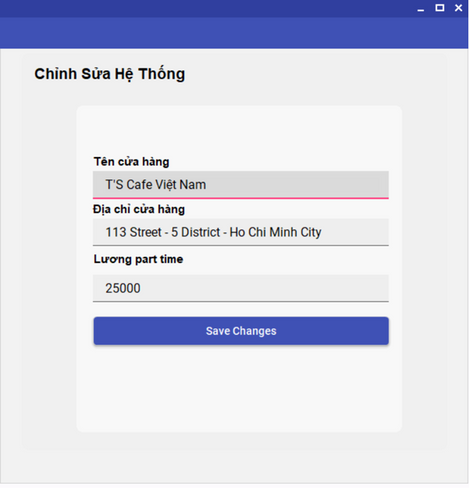 Chỉnh Sửa Hệ Thống
Tên cửa hàng
T'S Cafe Việt Nam
Địa chỉ cửa hàng
113 Street - 5 District - Ho Chi Minh City
Lương part time
25000
Save Changes